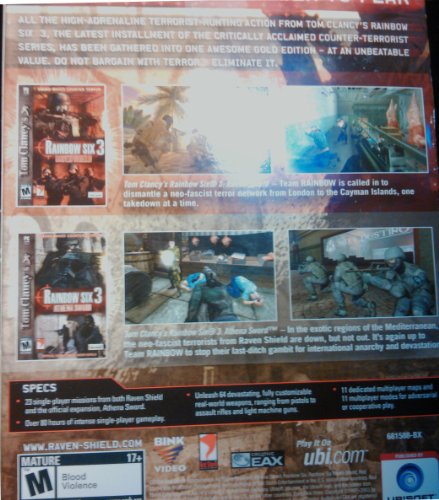 ALL THE HIGH-ADRENALINE TERRORIST-HUNTING ACTION FROM TOM CLANCY'S RAINBOW
SIX 3, THE LATEST INSTALLMENT OF THE CRITICALLY ACCLAIMED COUNTER-TERRORIST
SERIES, HAS BEEN GATHERED INTO ONE AWESOME GOLD EDITION – AT AN UNBEATABLE
VALUE. DO NOT BARGAIN WITH TERROR – ELIMINATE IT.
Tom Clancy's
RAINBOW SIX 3
M
Tom Clancy's Rainbow Six® 3: – Team RAINBOW is called in to
dismantle a neo-fascist terror network from London to the Cayman Islands, one
takedown at a time.
Tom Clancy's
RAINBOW SIX 3
ATHENA SWORD
M
Tom Clancy's Rainbow Six® 3 Athena Sword™ – In the exotic regions of the Mediterranean,
the neo-fascist terrorists from Raven Shield are down, but not out. It's again up to
Team RAINBOW to stop their last-ditch gambit for international anarchy and devastation
SPECS
• 23 single-player missions from both Raven Shield
and the official expansion, Athena Sword.
• Over 80 hours of intense single-player gameplay.
• Unleash 64 devastating, fully customizable
real-world weapons, ranging from pistols to
assault rifles and light machine guns.
• 11 dedicated multiplayer maps and
11 multiplayer modes for adversarial
or cooperative play.
WWW.RAVEN-SHIELD.COM
BINK
VIDEO
EAX
Play It On
ubi.com
681588-BX
MATURE 17+
M
Blood
Violence
PUBLISHED BY
UBISOFT